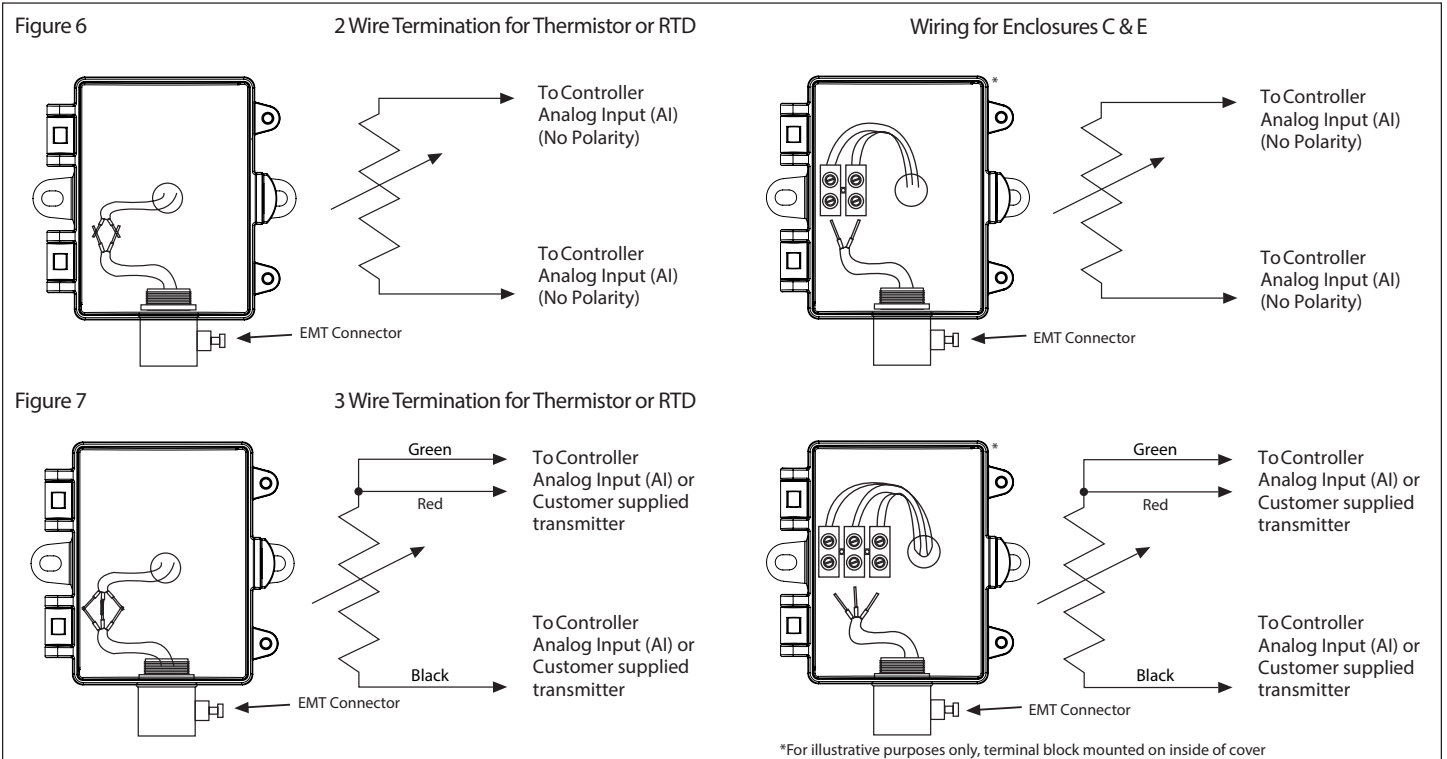 Figure 6
2 Wire Termination for Thermistor or RTD
Wiring for Enclosures C & E
To Controller
Analog Input (AI)
(No Polarity)
To Controller
Analog Input (AI)
(No Polarity)
EMT Connector
*
To Controller
Analog Input (AI)
(No Polarity)
To Controller
Analog Input (AI)
(No Polarity)
EMT Connector
Figure 7
3 Wire Termination for Thermistor or RTD
Green
Red
To Controller
Analog Input (AI) or
Customer supplied
transmitter
Black
To Controller
Analog Input (AI) or
Customer supplied
transmitter
EMT Connector
*
Green
Red
To Controller
Analog Input (AI) or
Customer supplied
transmitter
Black
To Controller
Analog Input (AI) or
Customer supplied
transmitter
EMT Connector
*For illustrative purposes only, terminal block mounted on inside of cover